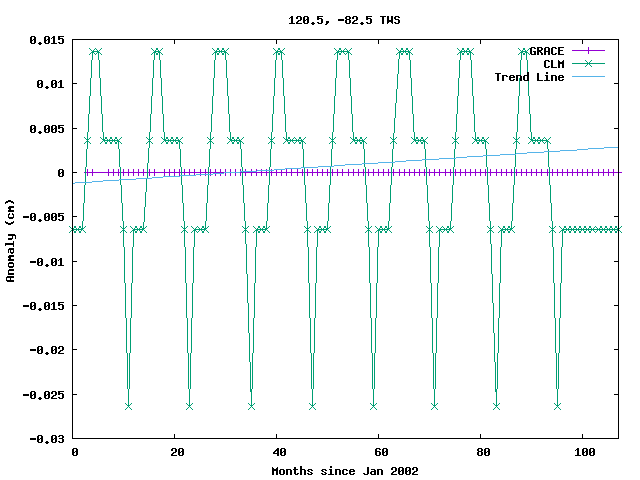 120.5, -82.5 TWS
GRACE
CLM
Trend Line
0.015
0.01
0.005
0
-0.005
-0.01
-0.015
-0.02
-0.025
-0.03
Anomaly (cm)
0 20 40 60 80 100
Months since Jan 2002